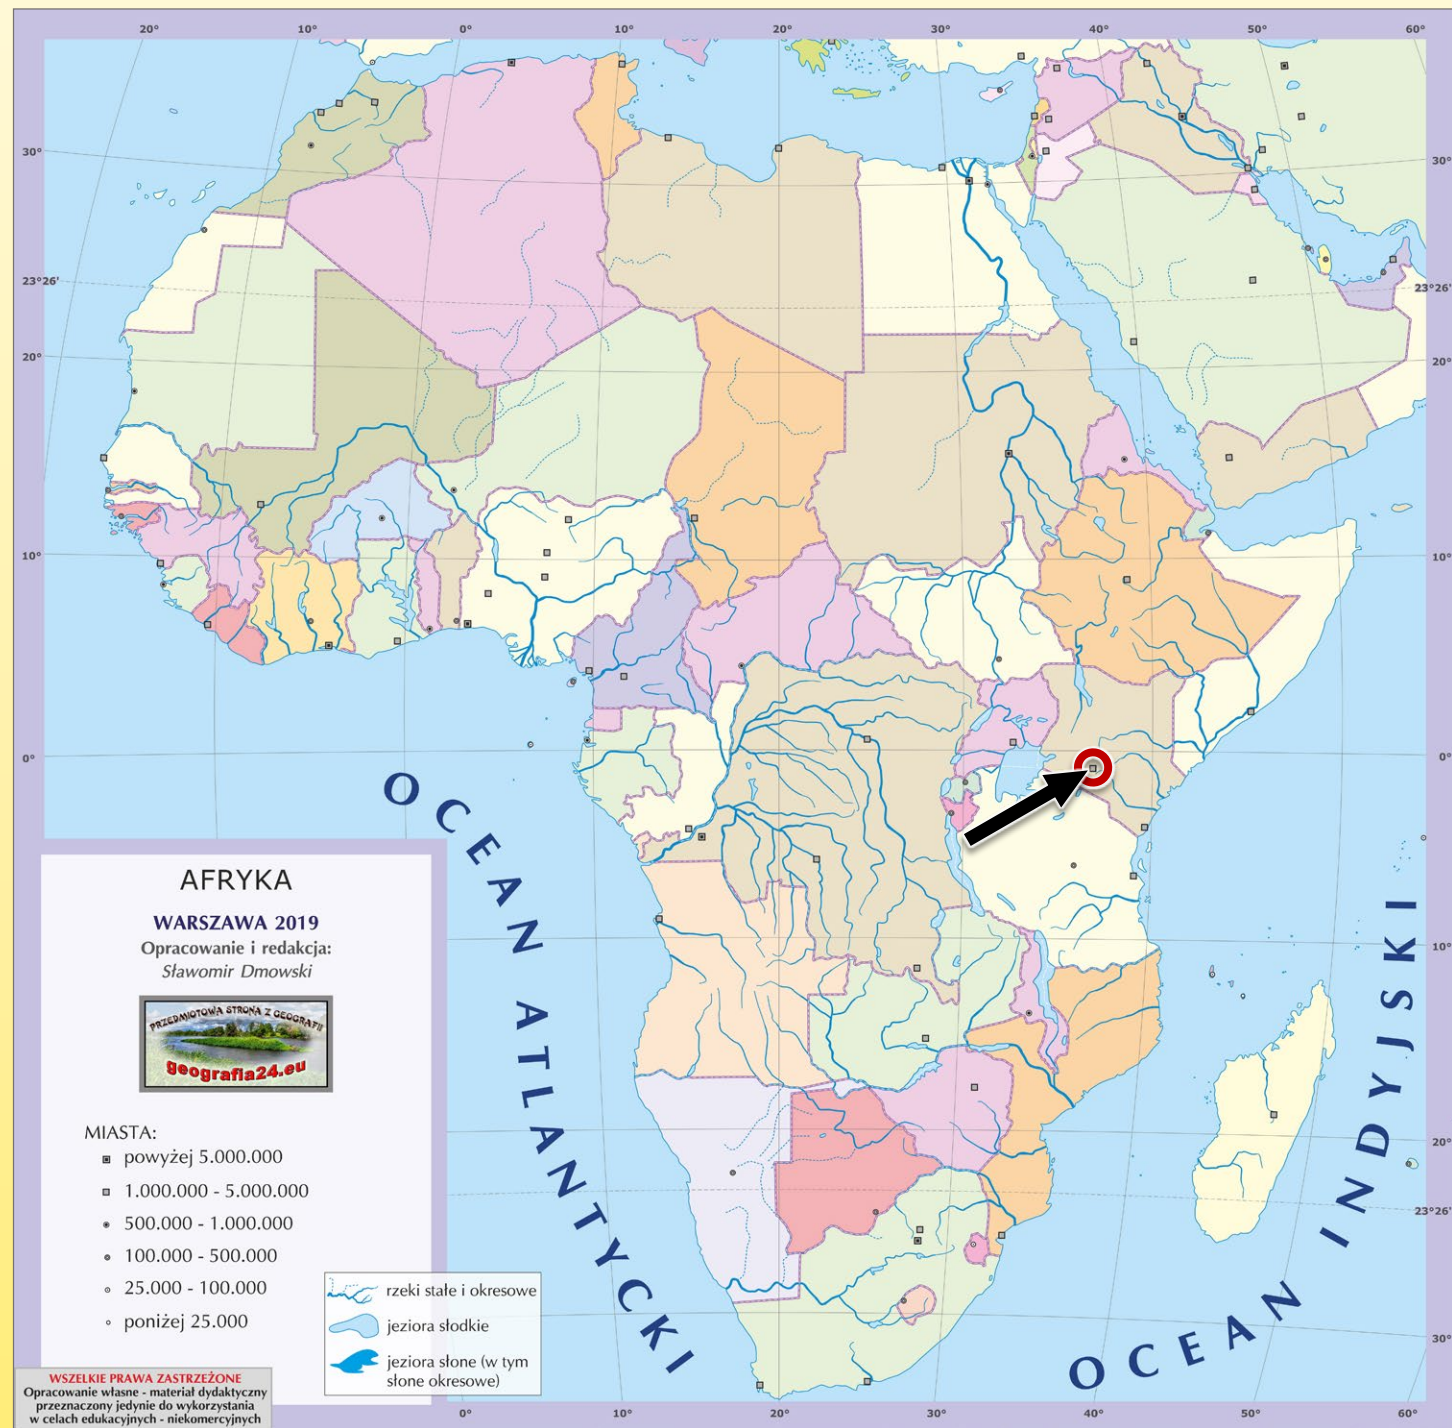 20° 10° 0° 10° 20° 30° 40° 50° 60°
30° 30°
23°26' 23°26'
20° 20°
10° 10°
0° 0°
10°
20°
23°26'
30°
OCEAN ATLANTYCKI
OCEAN INDYJSKI
AFRYKA
WARSZAWA 2019
Opracowanie i redakcja:
Sławomir Dmowski
PRZEDMIOTOWA STRONA Z GEOGRAFII
geografia24.eu
MIASTA:
powyżej 5.000.000
1.000.000 - 5.000.000
500.000 - 1.000.000
100.000 - 500.000
25.000 - 100.000
poniżej 25.000
rzeki stałe i okresowe
jeziora słodkie
jeziora słone (w tym
słone okresowe)
WSZELKIE PRAWA ZASTRZEŻONE
Opracowanie własne - materiał dydaktyczny
przeznaczony jedynie do wykorzystania
w celach edukacyjnych - niekomercyjnych
0° 10° 20° 30° 40° 50° 60°